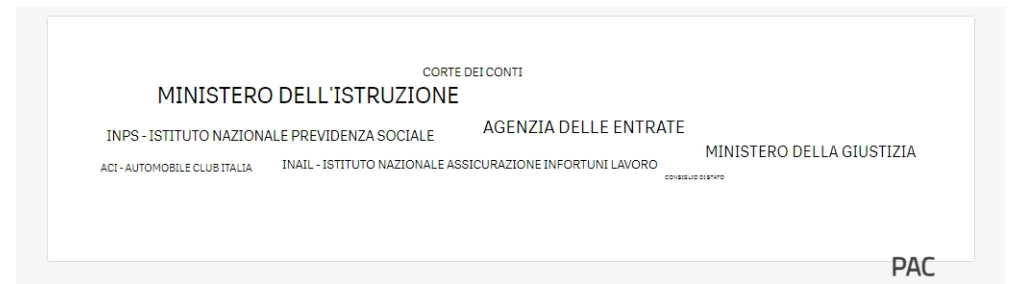 CORTE DEI CONTI
MINISTERO DELL'ISTRUZIONE
AGENZIA DELLE ENTRATE
INPS - ISTITUTO NAZIONALE PREVIDENZA SOCIALE
MINISTERO DELLA GIUSTIZIA
INAIL - ISTITUTO NAZIONALE ASSICURAZIONE INFORTUNI LAVORO
ACI - AUTOMOBILE CLUB ITALIA
CONSIGLIO DI STATO
PAC